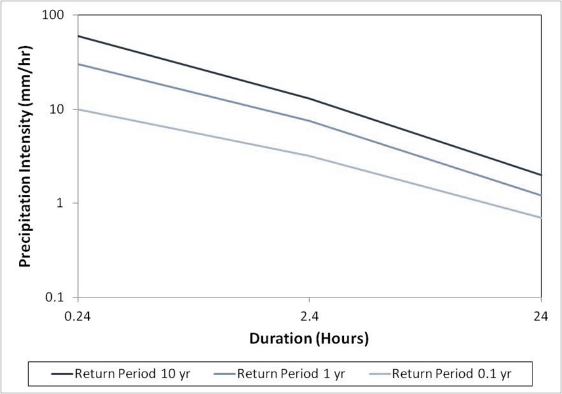 100
10
1
0.1
Precipitation Intensity (mm/hr)
0.24 2.4 24
Duration (Hours)
Return Period 10 yr Return Period 1 yr Return Period 0.1 yr